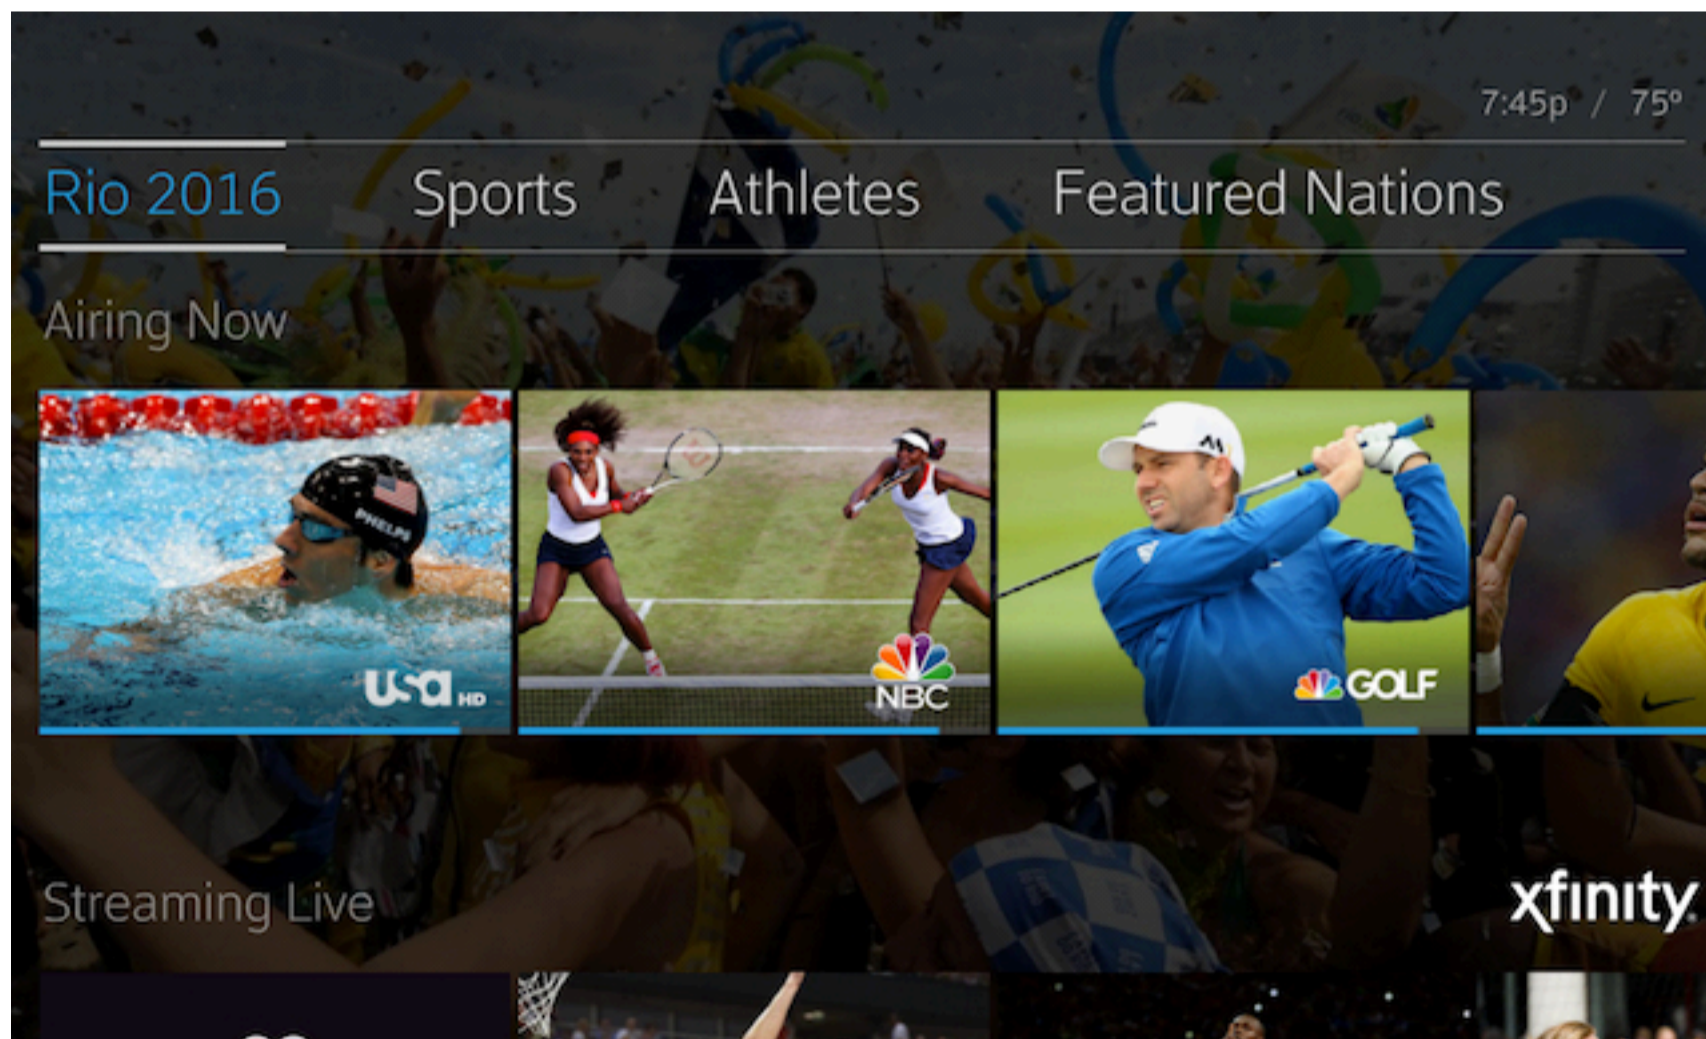 7:45p / 75°
Rio 2016 Sports Athletes Featured Nations
Airing Now
PHELPS
USA HD
NBC
GOLF
Streaming Live
xfinity